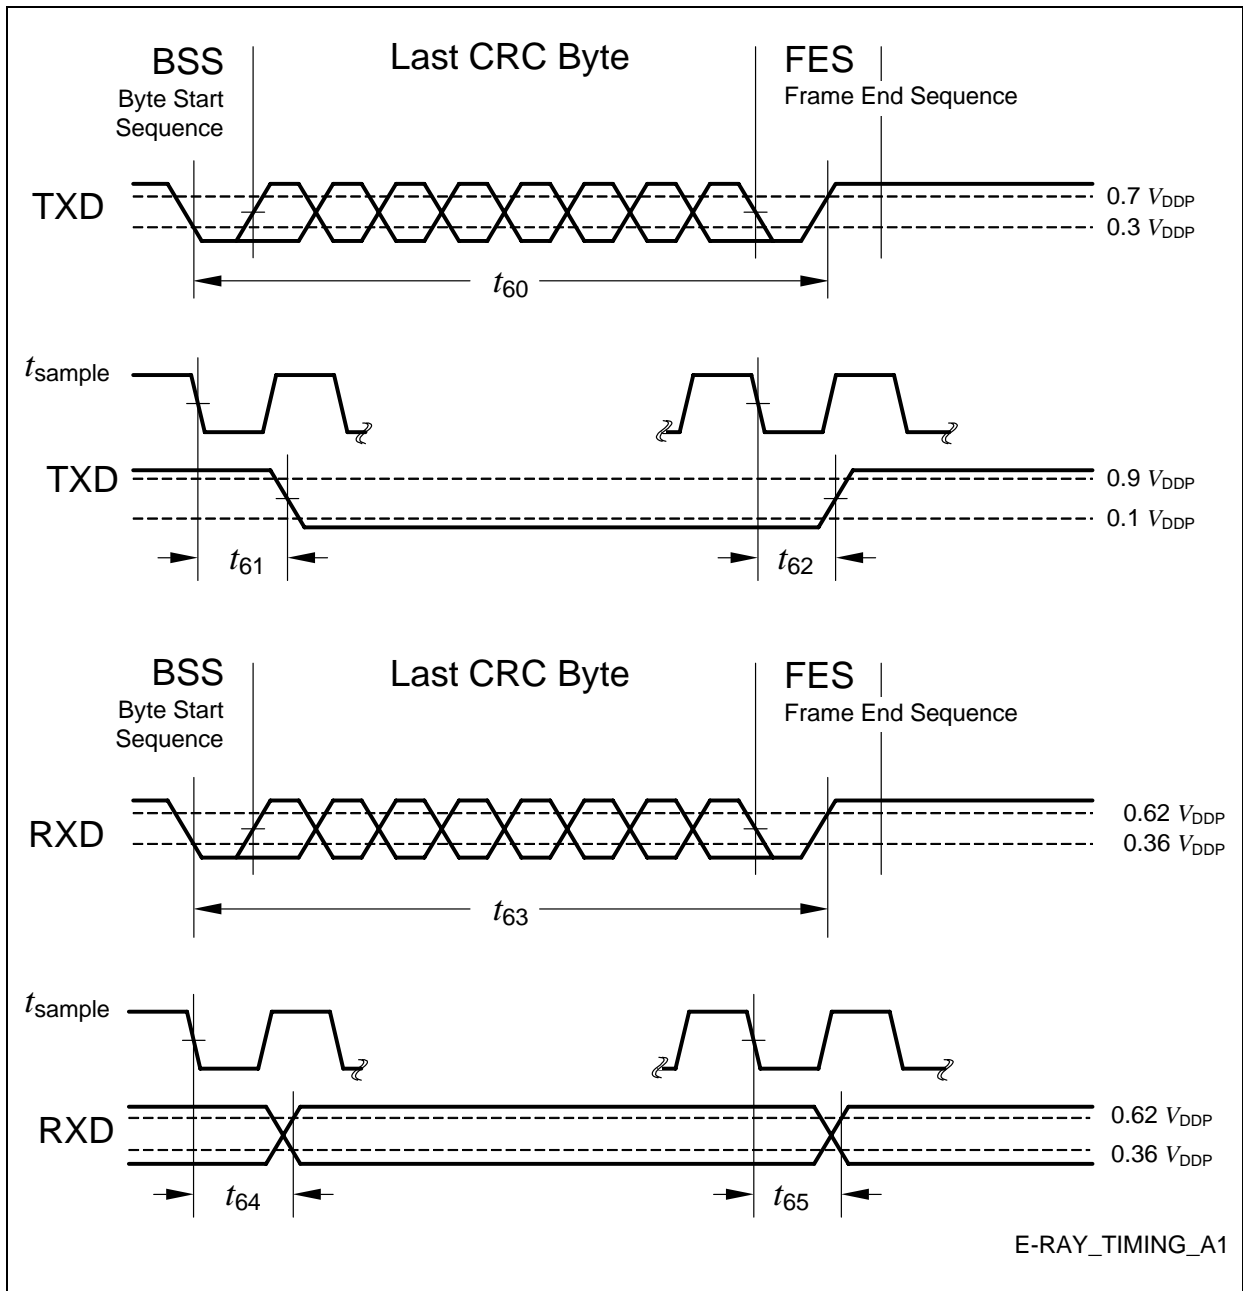 BSS Last CRC Byte FES
Byte Start Sequence
Frame End Sequence
TXD
0.7 VDDP
0.3 VDDP
t60
tsample
TXD
0.9 VDDP
0.1 VDDP
t61 t62
BSS Last CRC Byte FES
Byte Start Sequence
Frame End Sequence
RXD
0.62 VDDP
0.36 VDDP
t63
tsample
RXD
0.62 VDDP
0.36 VDDP
t64 t65
E-RAY_TIMING_A1